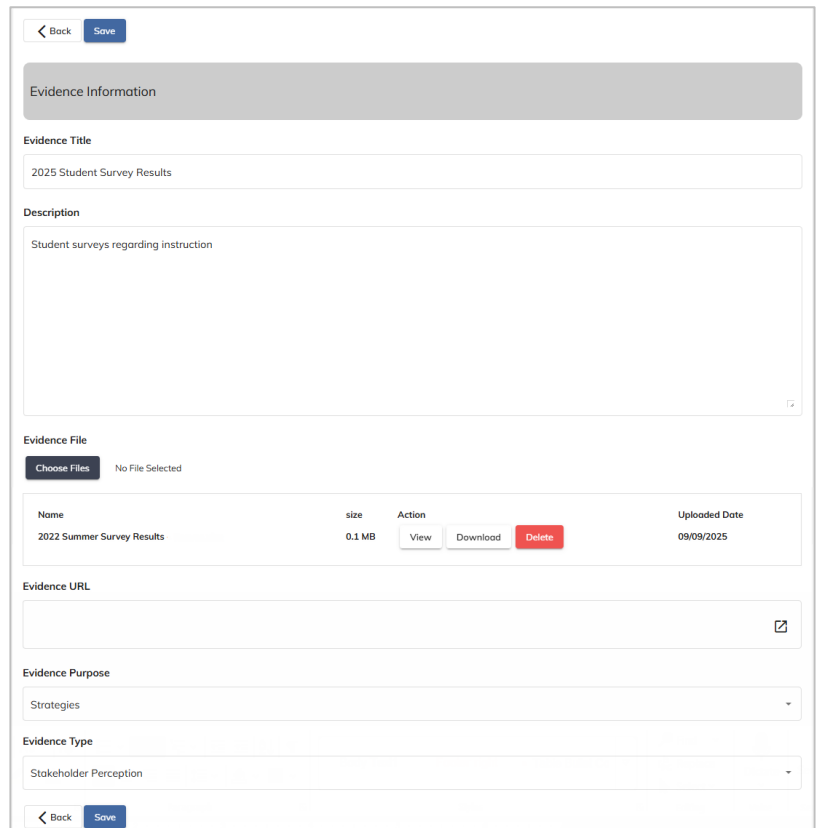 Back Save
Evidence Information
Evidence Title
2025 Student Survey Results
Description
Student surveys regarding instruction
Evidence File
Choose Files No File Selected
Name size Action Uploaded Date
2022 Summer Survey Results 0.1 MB View Download Delete 09/09/2025
Evidence URL
Evidence Purpose
Strategies
Evidence Type
Stakeholder Perception
Back Save